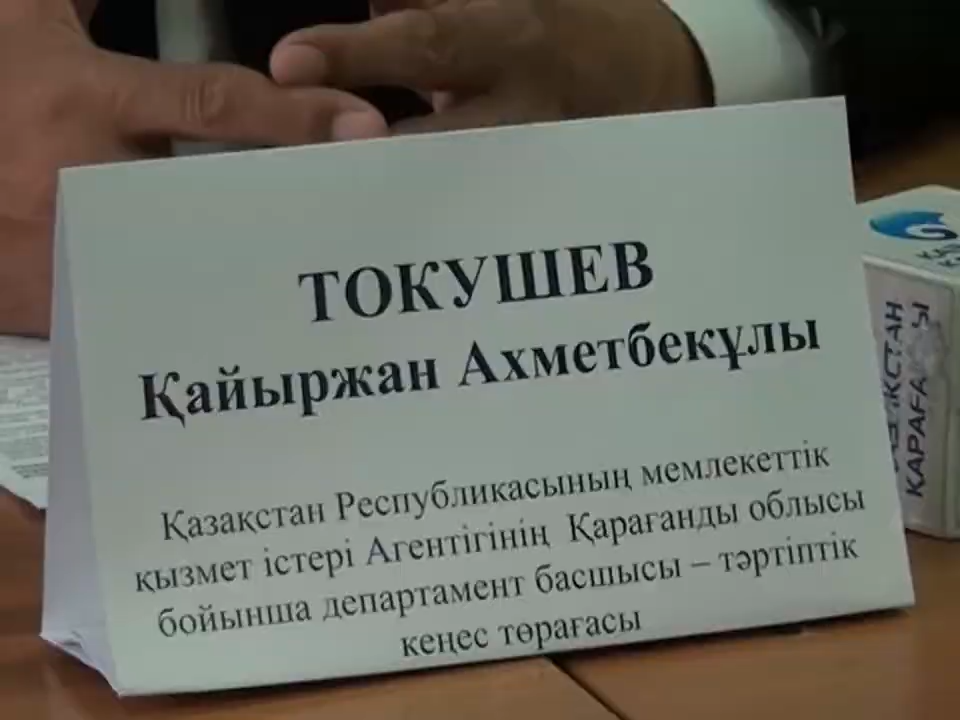 ТОКУШЕВ
Қайыржан Ахметбекұлы
Қазақстан Республикасының мемлекеттік
қызмет істері Агентігінің Қарағанды облысы
бойынша департамент басшысы – тәртіптік
кеңес төрағасы